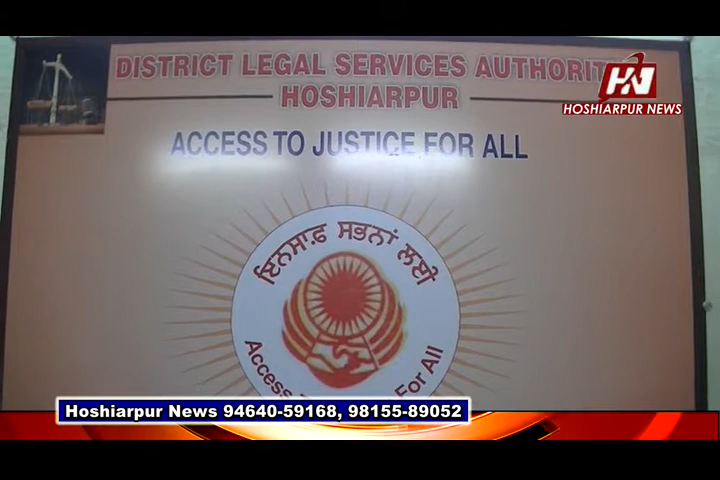 DISTRICT LEGAL SERVICES AUTHORIT
HOSHIARPUR
HN
HOSHIARPUR NEWS
ACCESS TO JUSTICE FOR ALL
ਇਨਸਾਫ਼ ਸਭਨਾਂ ਲਈ
Access For All
Hoshiarpur News 94640-59168, 98155-89052